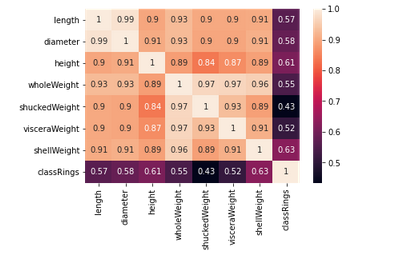 length 1 0.99 0.9 0.93 0.9 0.9 0.91 0.57
diameter 0.99 1 0.91 0.93 0.9 0.9 0.91 0.58
height 0.9 0.91 1 0.89 0.84 0.87 0.89 0.61
wholeWeight 0.93 0.93 0.89 1 0.97 0.97 0.96 0.55
shuckedWeight 0.9 0.9 0.84 0.97 1 0.93 0.89 0.43
visceraWeight 0.9 0.9 0.87 0.97 0.93 1 0.91 0.52
shellWeight 0.91 0.91 0.89 0.96 0.89 0.91 1 0.63
classRings 0.57 0.58 0.61 0.55 0.43 0.52 0.63 1
length
diameter
height
wholeWeight
shuckedWeight
visceraWeight
shellWeight
classRings
1.0
0.9
0.8
0.7
0.6
0.5